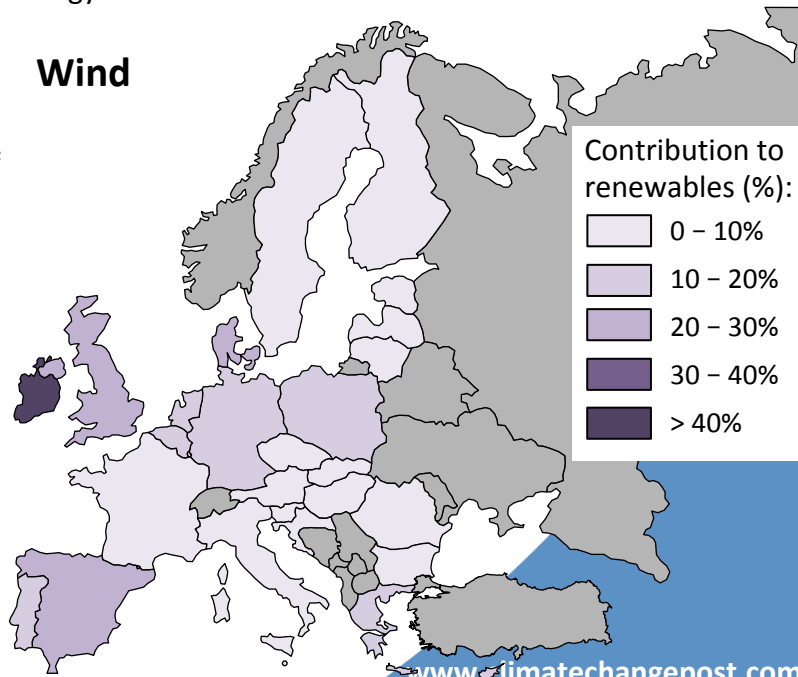 Wind
Contribution to
renewables (%):
0 – 10%
10 – 20%
20 – 30%
30 – 40%
> 40%